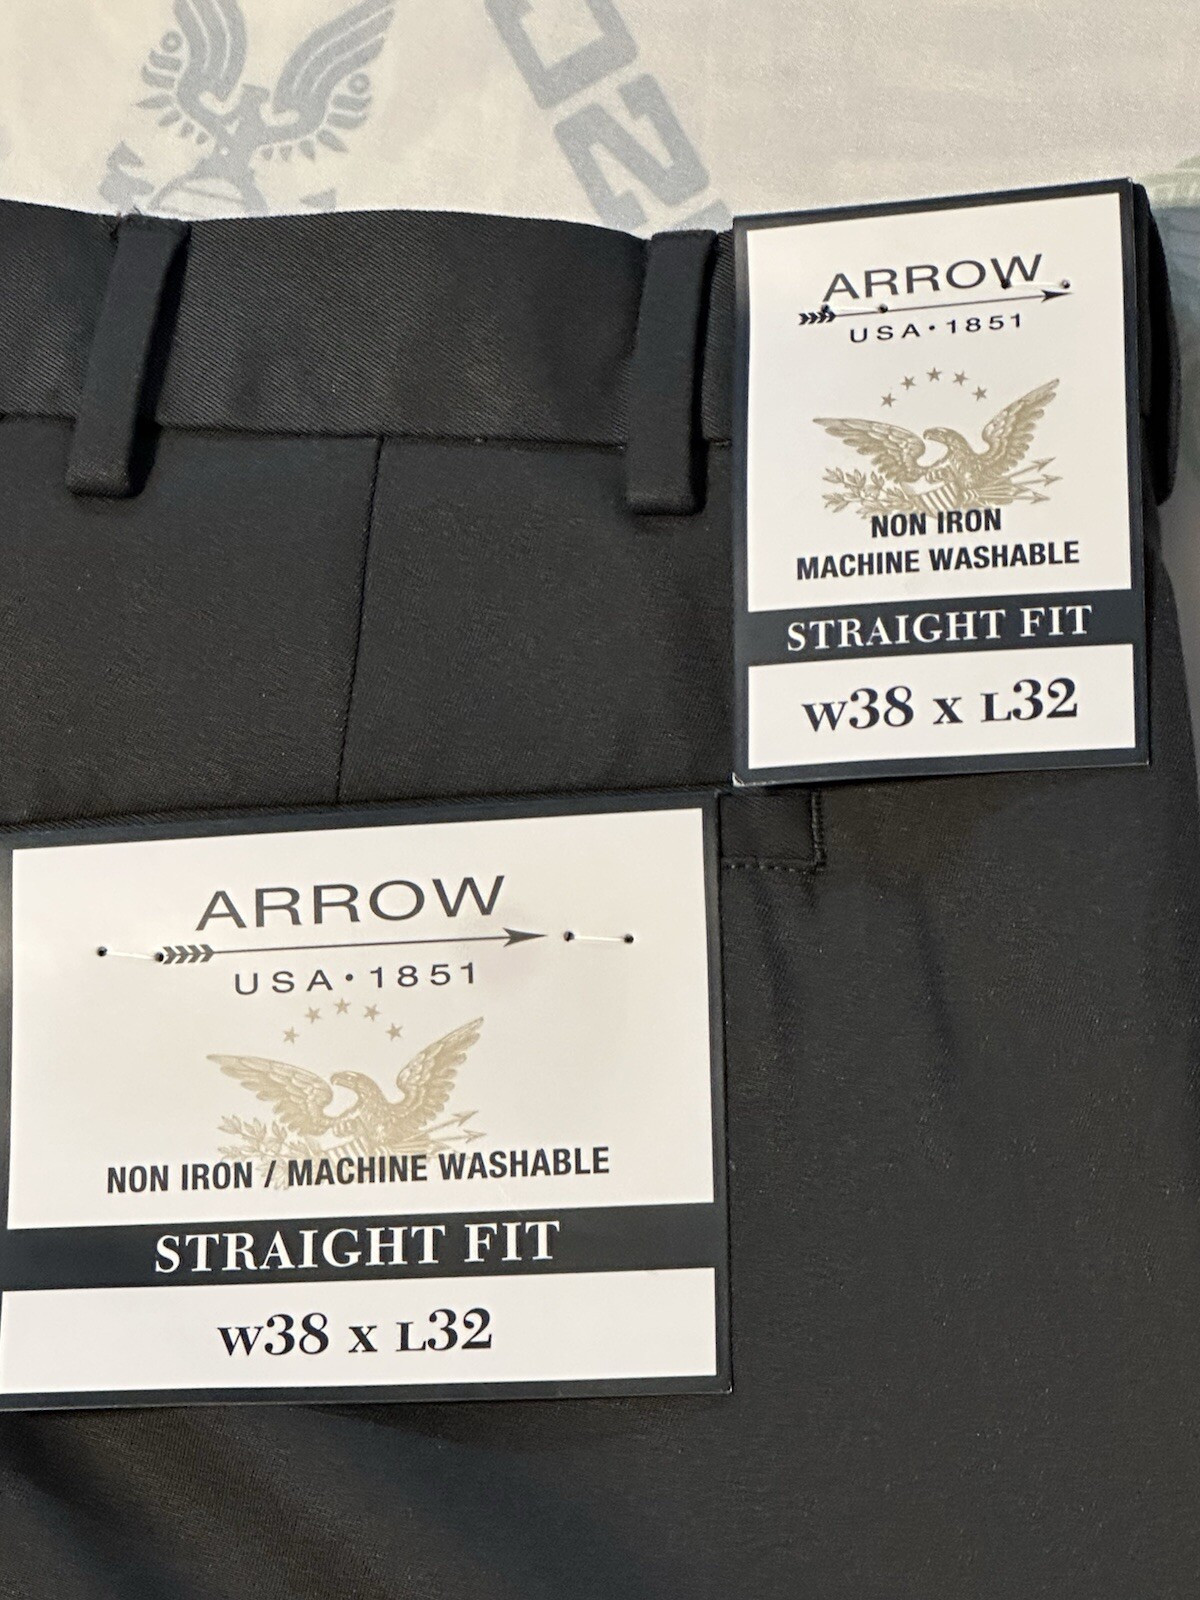 ARROW
USA•1851
NON IRON
MACHINE WASHABLE
STRAIGHT FIT
W38 X L32
ARROW
USA•1851
NON IRON / MACHINE WASHABLE
STRAIGHT FIT
W38 X L32